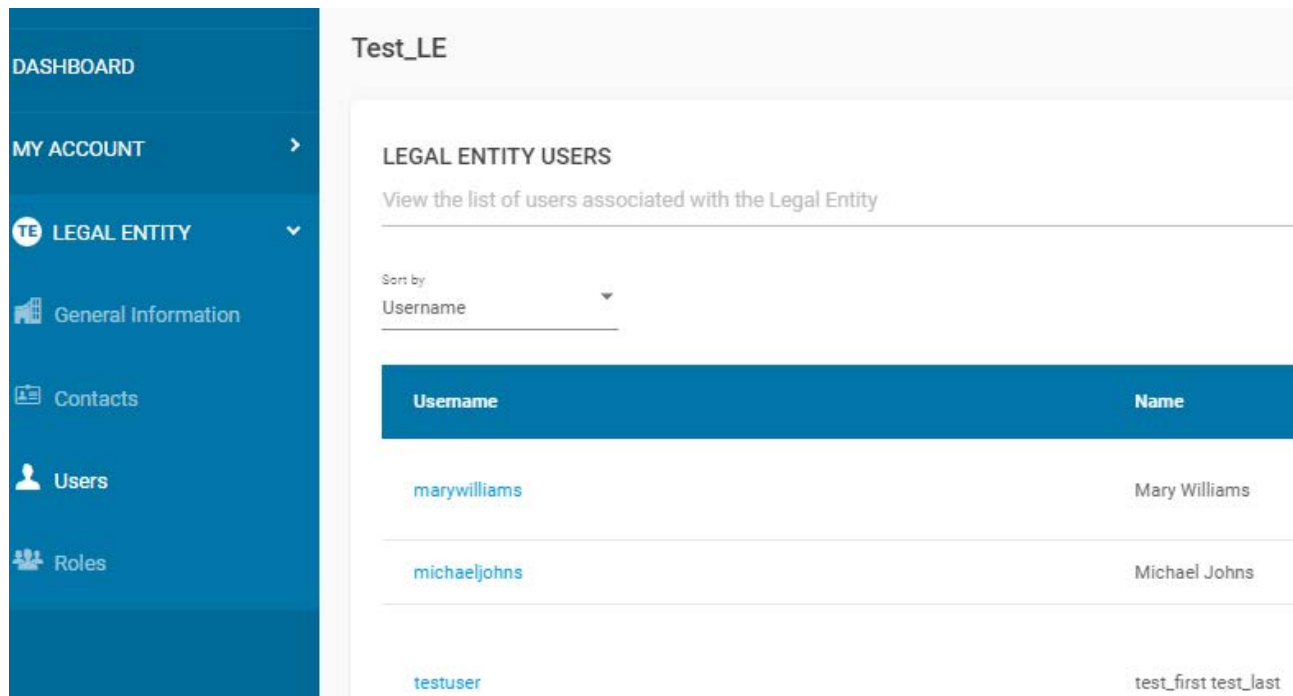 DASHBOARD
MY ACCOUNT
TE LEGAL ENTITY
General Information
Contacts
Users
Roles
Test_LE
LEGAL ENTITY USERS
View the list of users associated with the Legal Entity
Sort by
Username
Username Name
marywilliams Mary Williams
michaeljohns Michael Johns
testuser test_first test_last